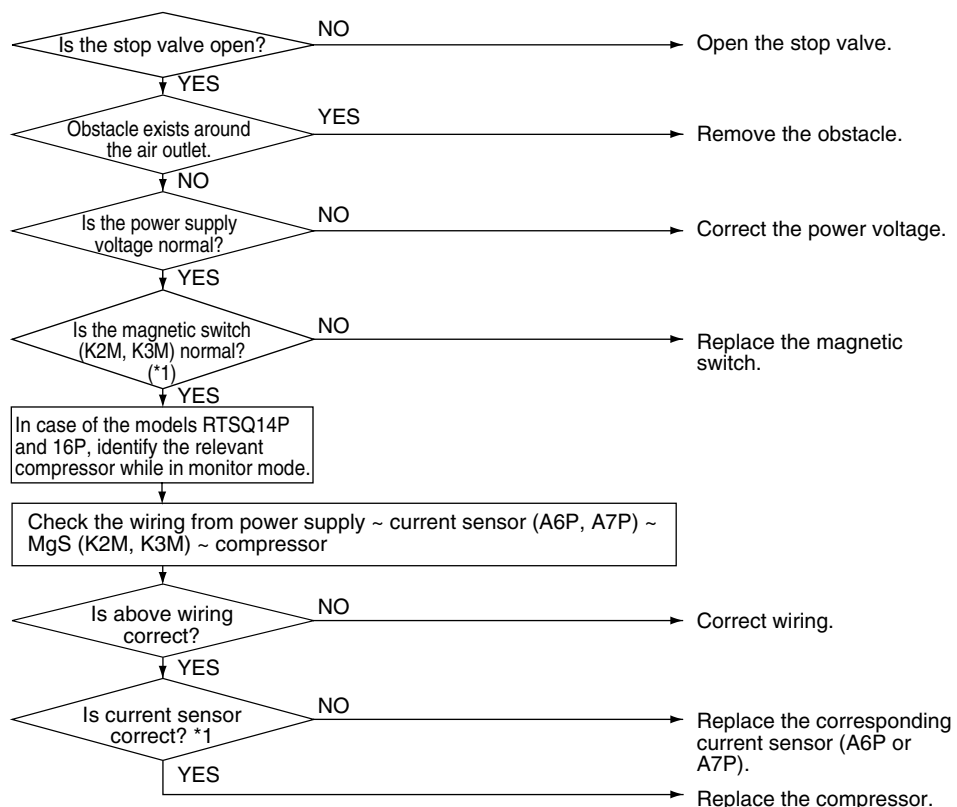 Is the stop valve open?
NO
Open the stop valve.
YES
Obstacle exists around
the air outlet.
YES
Remove the obstacle.
NO
Is the power supply
voltage normal?
NO
Correct the power voltage.
YES
Is the magnetic switch
(K2M, K3M) normal?
(*1)
NO
Replace the magnetic
switch.
YES
In case of the models RTSQ14P
and 16P, identify the relevant
compressor while in monitor mode.
Check the wiring from power supply ~ current sensor (A6P, A7P) ~
MgS (K2M, K3M) ~ compressor
Is above wiring
correct?
NO
Correct wiring.
YES
Is current sensor
correct? *1
NO
Replace the corresponding
current sensor (A6P or
A7P).
YES
Replace the compressor.